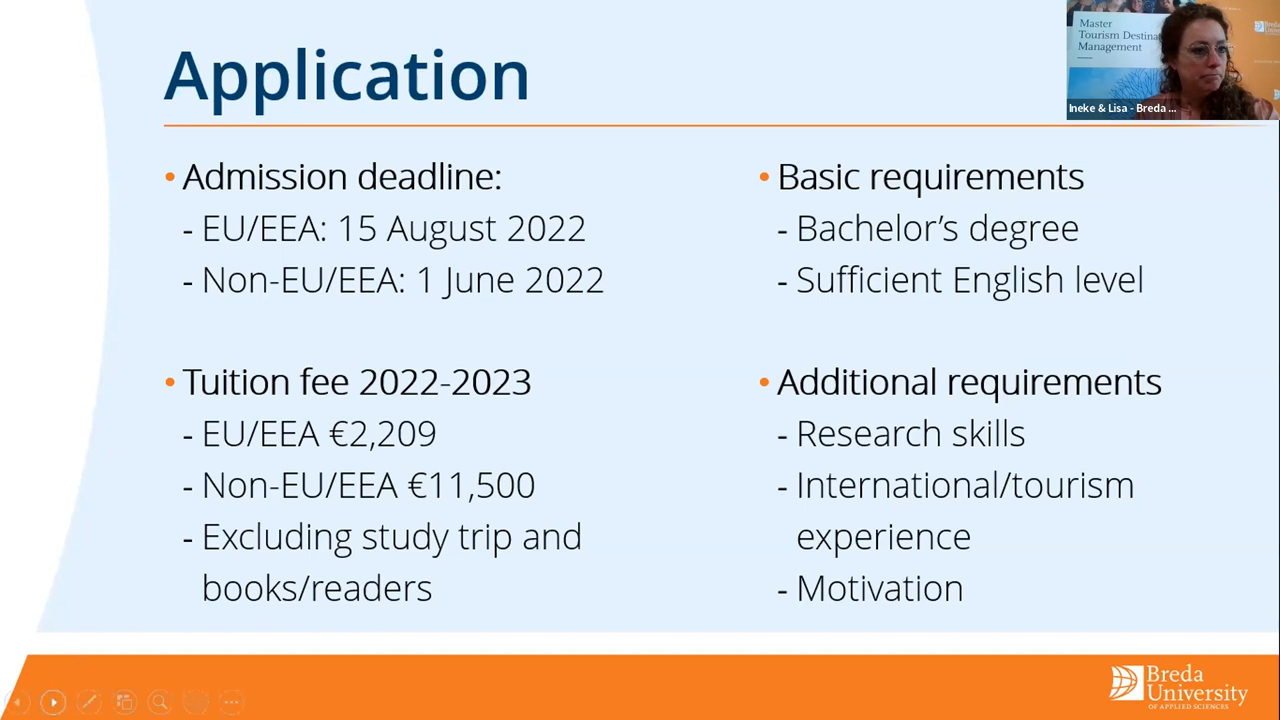 Application
• Admission deadline:
- EU/EEA: 15 August 2022
- Non-EU/EEA: 1 June 2022
• Tuition fee 2022-2023
- EU/EEA €2,209
- Non-EU/EEA €11,500
- Excluding study trip and
books/readers
• Basic requirements
- Bachelor’s degree
- Sufficient English level
• Additional requirements
- Research skills
- International/tourism
experience
- Motivation
Master
Tourism
Management
Breda
Ineke & Lisa - Breda ...
Breda
University
OF APPLIED SCIENCES